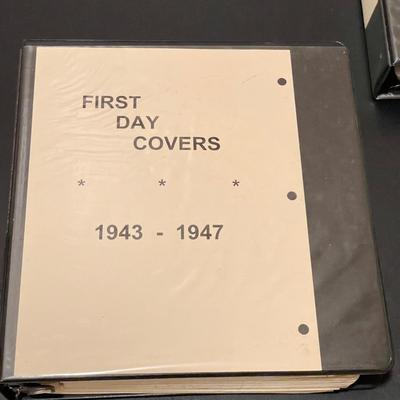 FIRST
DAY
COVERS
* * *
1943 - 1947